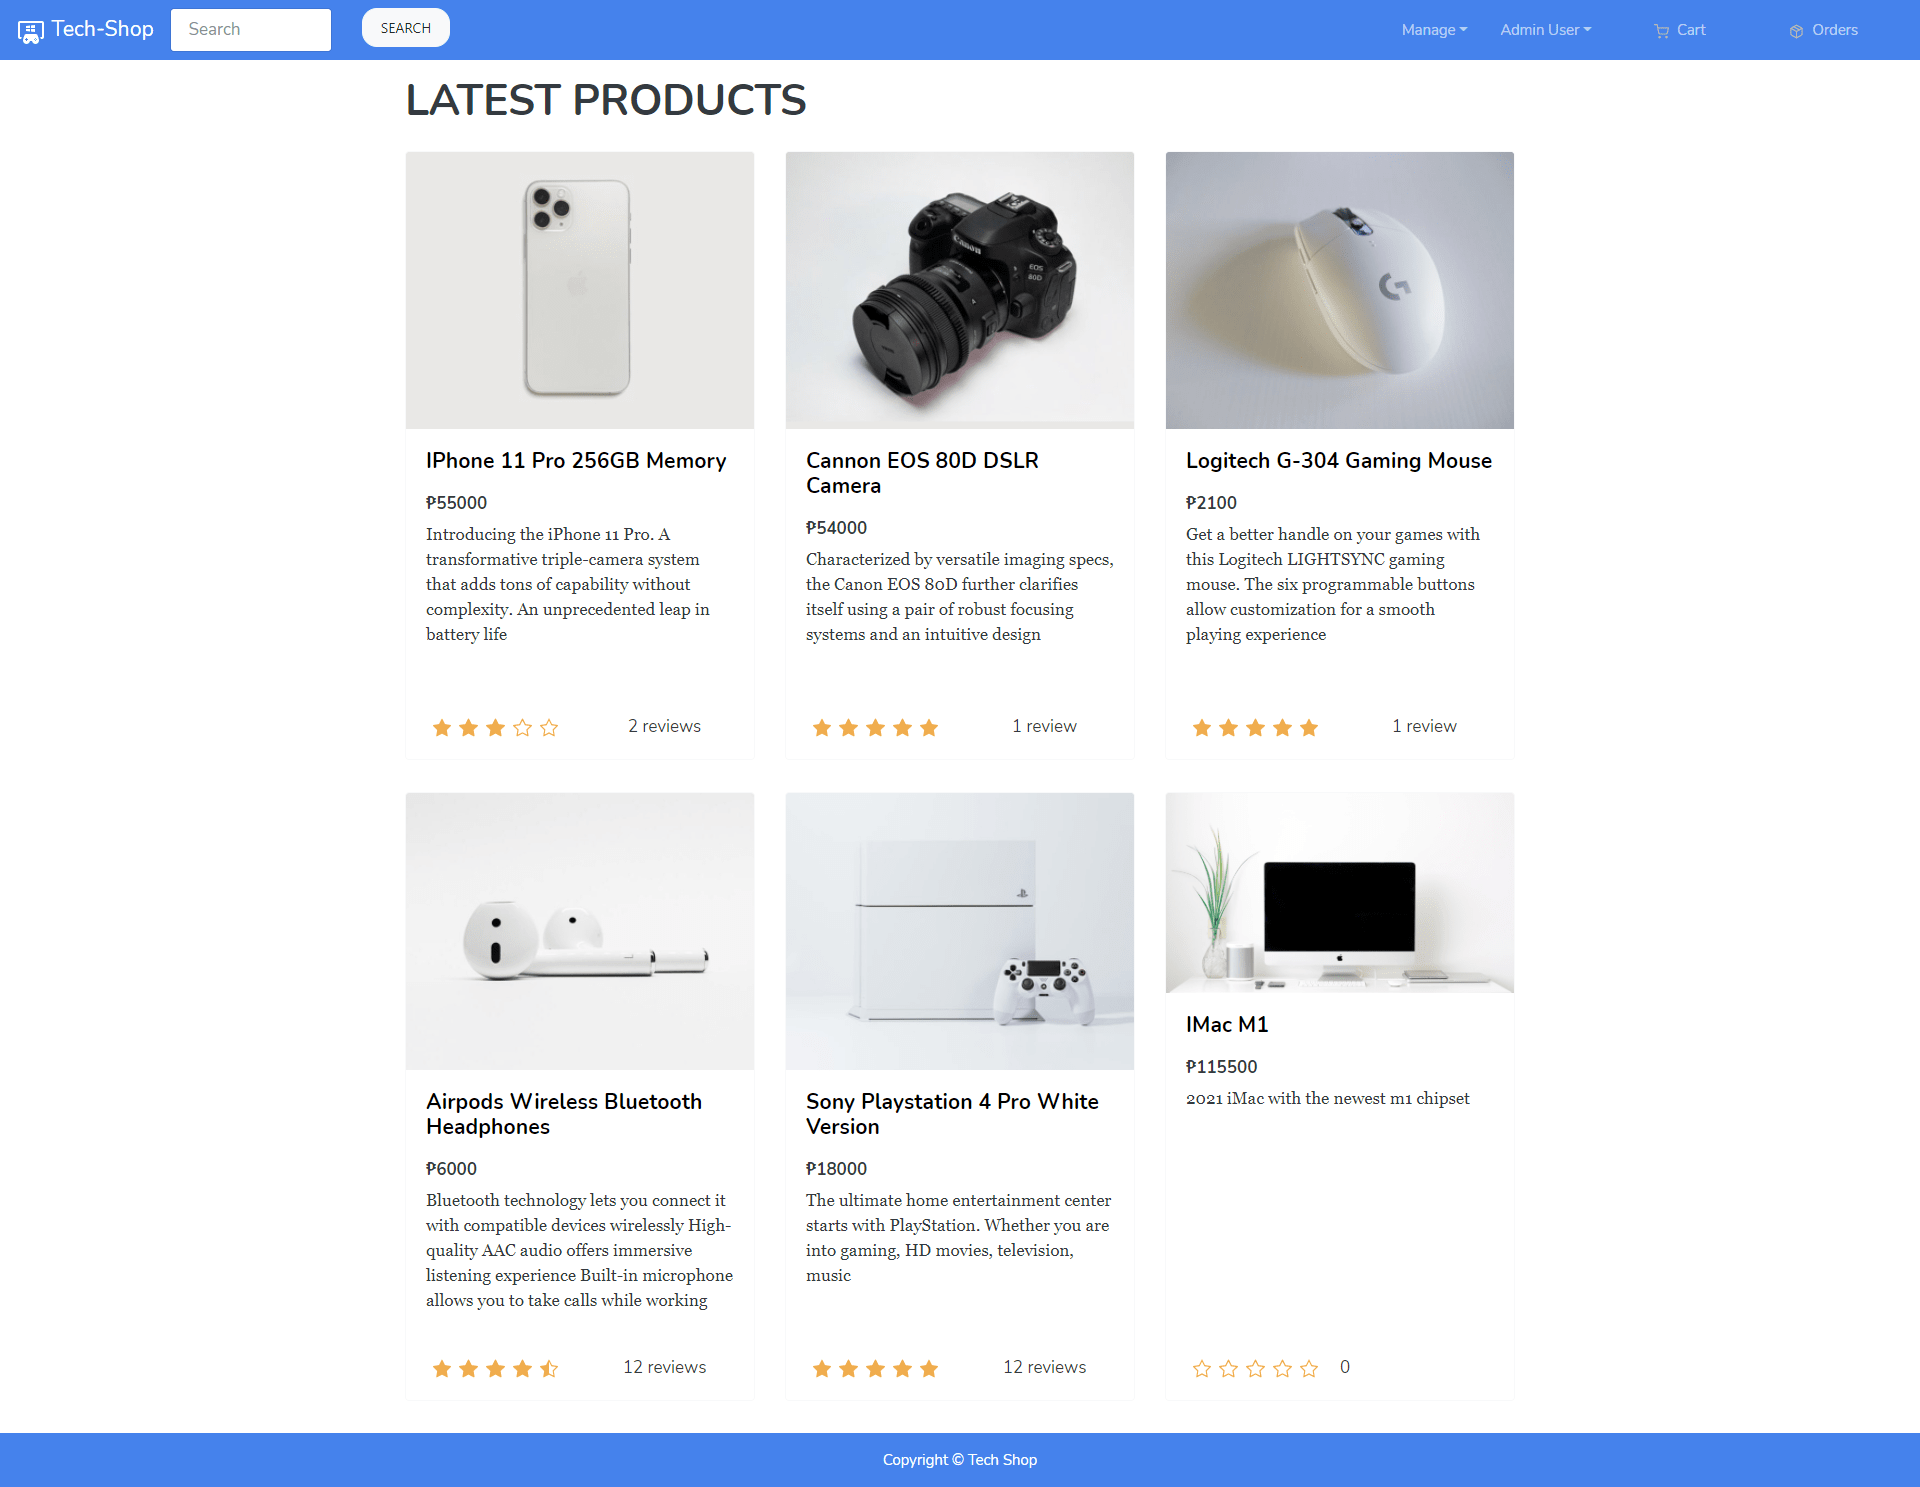 Tech-Shop
Search
SEARCH
Manage
Admin User
Cart
Orders
LATEST PRODUCTS
Canon
EOS
80D
IPhone 11 Pro 256GB Memory
₱55000
Introducing the iPhone 11 Pro. A
transformative triple-camera system
that adds tons of capability without
complexity. An unprecedented leap in
battery life
2 reviews
Cannon EOS 80D DSLR
Camera
₱54000
Characterized by versatile imaging specs,
the Canon EOS 80D further clarifies
itself using a pair of robust focusing
systems and an intuitive design
1 review
Logitech G-304 Gaming Mouse
₱2100
Get a better handle on your games with
this Logitech LIGHTSYNC gaming
mouse. The six programmable buttons
allow customization for a smooth
playing experience
1 review
Airpods Wireless Bluetooth
Headphones
₱6000
Bluetooth technology lets you connect it
with compatible devices wirelessly High-
quality AAC audio offers immersive
listening experience Built-in microphone
allows you to take calls while working
12 reviews
Sony Playstation 4 Pro White
Version
₱18000
The ultimate home entertainment center
starts with PlayStation. Whether you are
into gaming, HD movies, television,
music
12 reviews
IMac M1
₱115500
2021 iMac with the newest m1 chipset
0
Copyright © Tech Shop